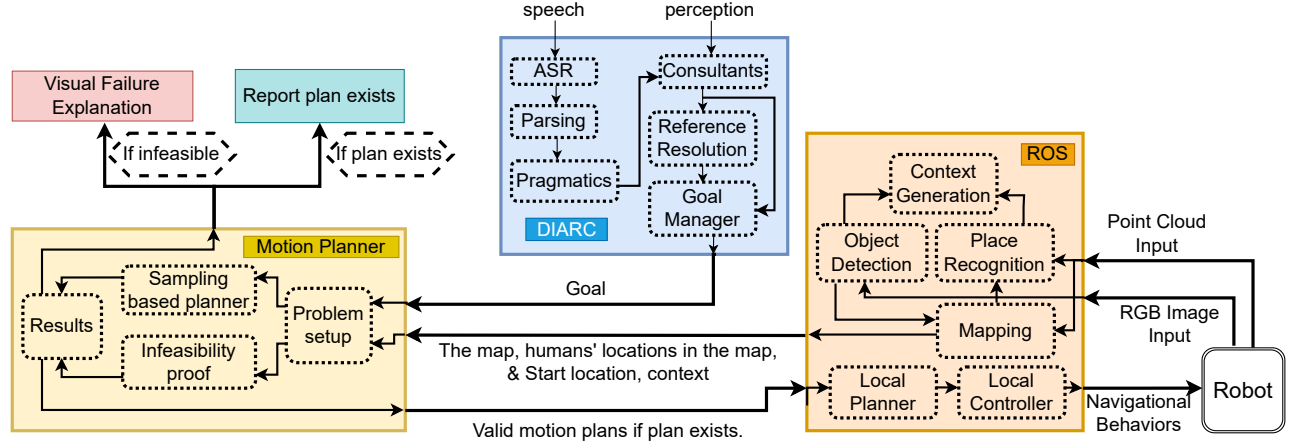 speech
perception
Visual Failure
Explanation
Report plan exists
If infeasible
If plan exists
ASR
Parsing
Pragmatics
Consultants
Reference
Resolution
Goal
Manager
DIARC
ROS
Context
Generation
Object
Detection
Place
Recognition
Mapping
Local
Planner
Local
Controller
Point Cloud
Input
RGB Image
Input
Robot
Navigational
Behaviors
Motion Planner
Sampling
based planner
Problem
setup
Results
Infeasibility
proof
Goal
The map, humans' locations in the map,
& Start location, context
Valid motion plans if plan exists.